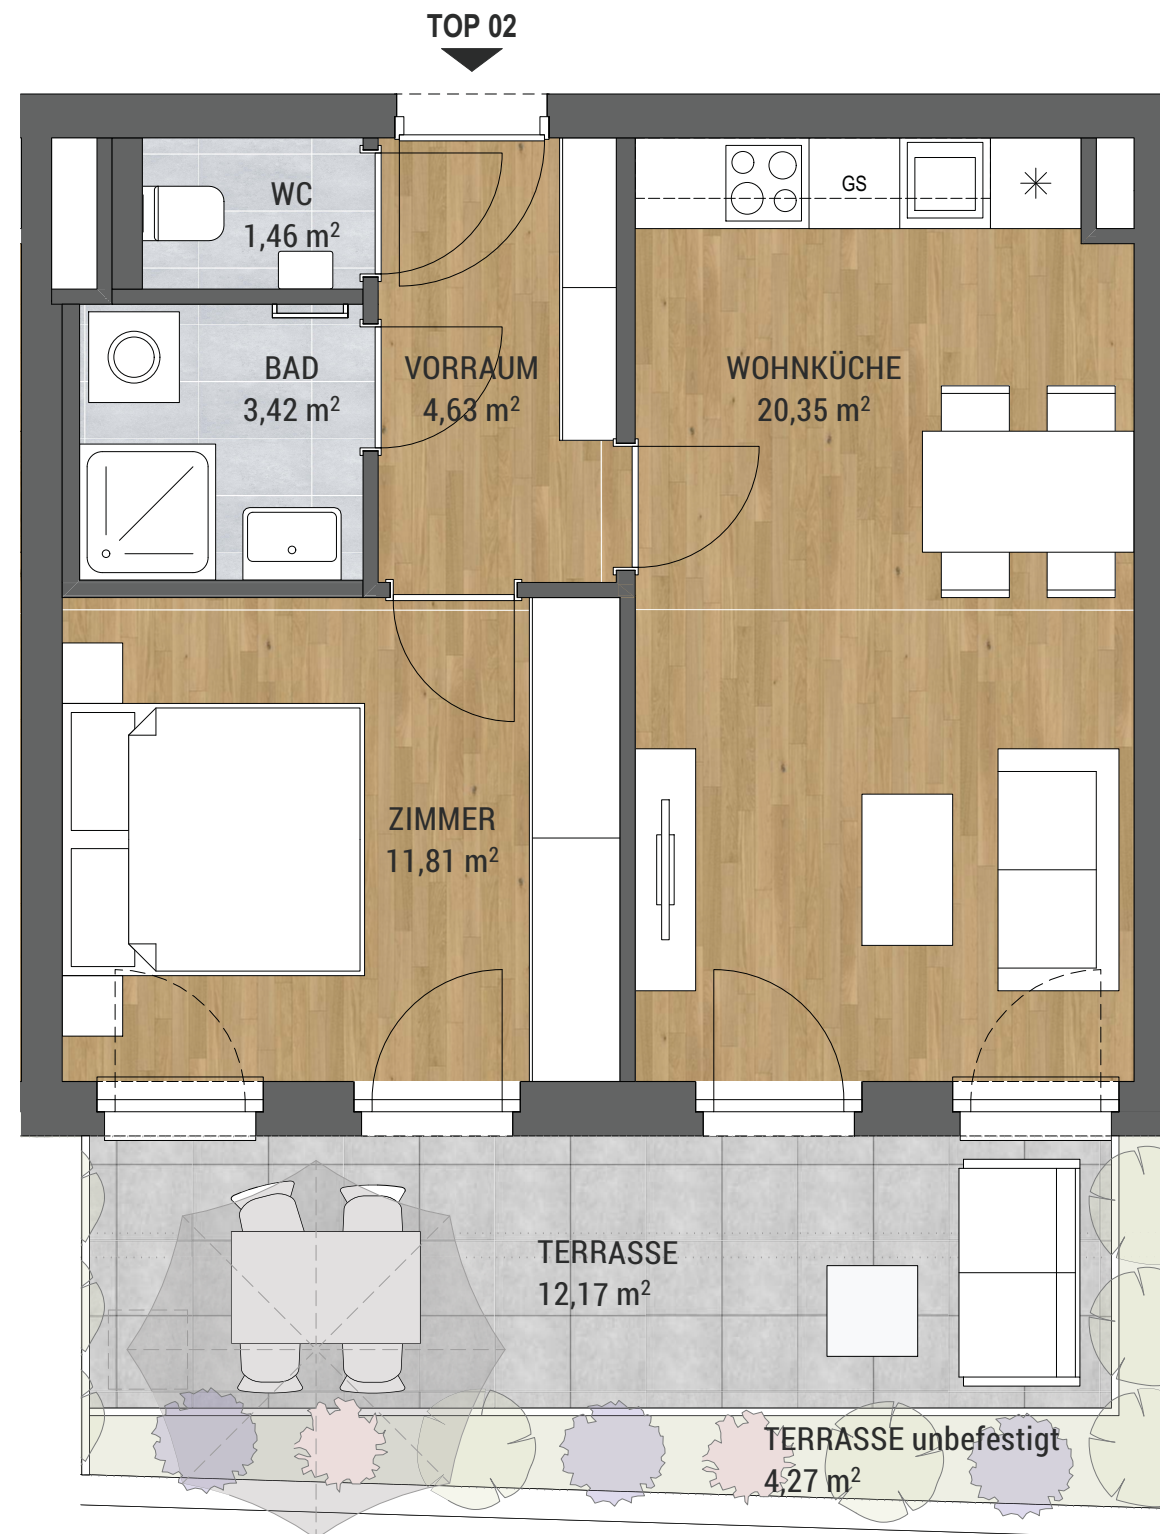 TOP 02
GS
WC
1,46 m²
BAD
3,42 m²
VORRAUM
4,63 m²
WOHNKÜCHE
20,35 m²
ZIMMER
11,81 m²
TERRASSE
12,17 m²
TERRASSE unbefestigt
4,27 m²